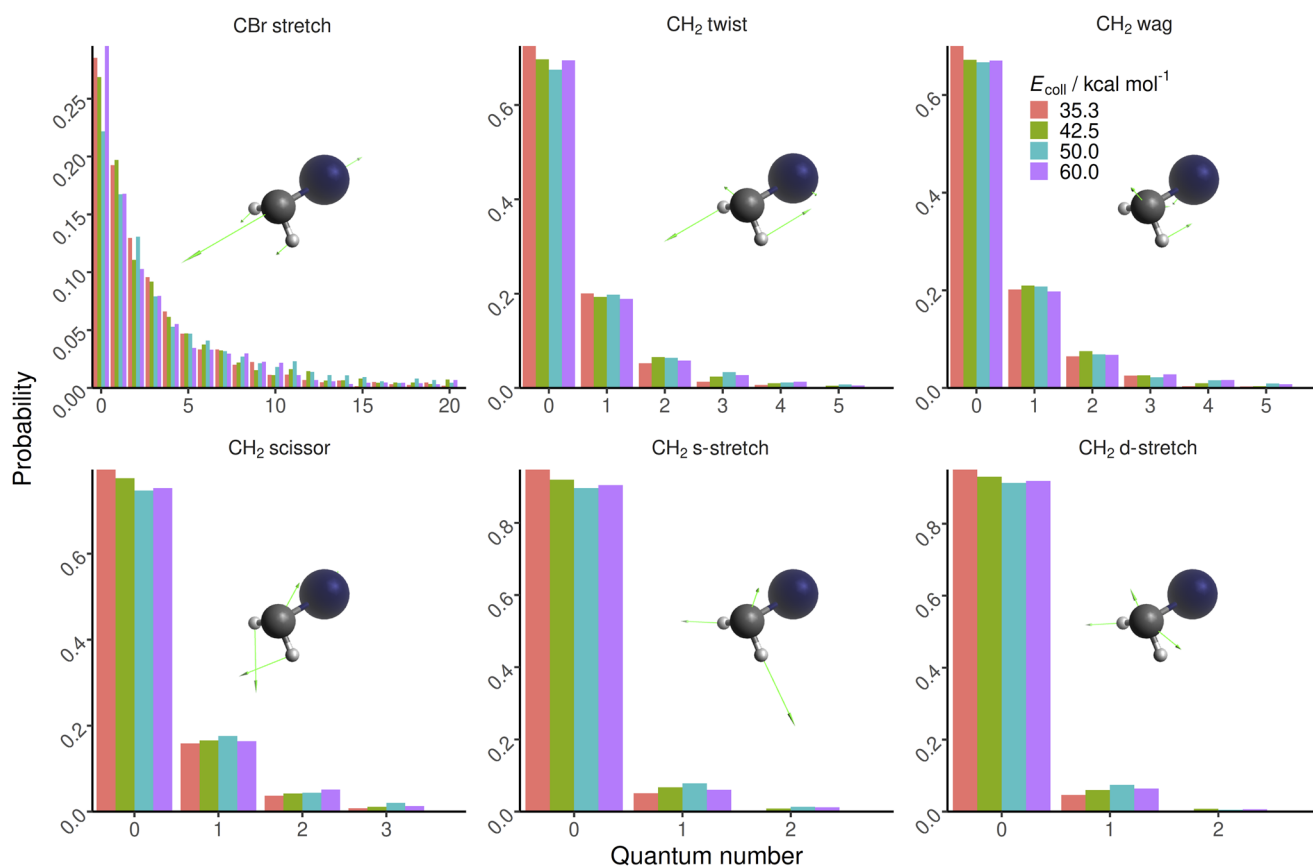 CBr stretch
0.00
0.05
0.10
0.15
0.20
0.25
0 5 10 15 20
CH₂ twist
0.0
0.2
0.4
0.6
0 1 2 3 4 5
CH₂ wag
E_coll / kcal mol⁻¹
35.3
42.5
50.0
60.0
0.0
0.2
0.4
0.6
0 1 2 3 4 5
Probability
CH₂ scissor
0.0
0.2
0.4
0.6
0 1 2 3
CH₂ s-stretch
0.0
0.2
0.4
0.6
0.8
0 1 2
CH₂ d-stretch
0.0
0.2
0.4
0.6
0.8
0 1 2
Quantum number